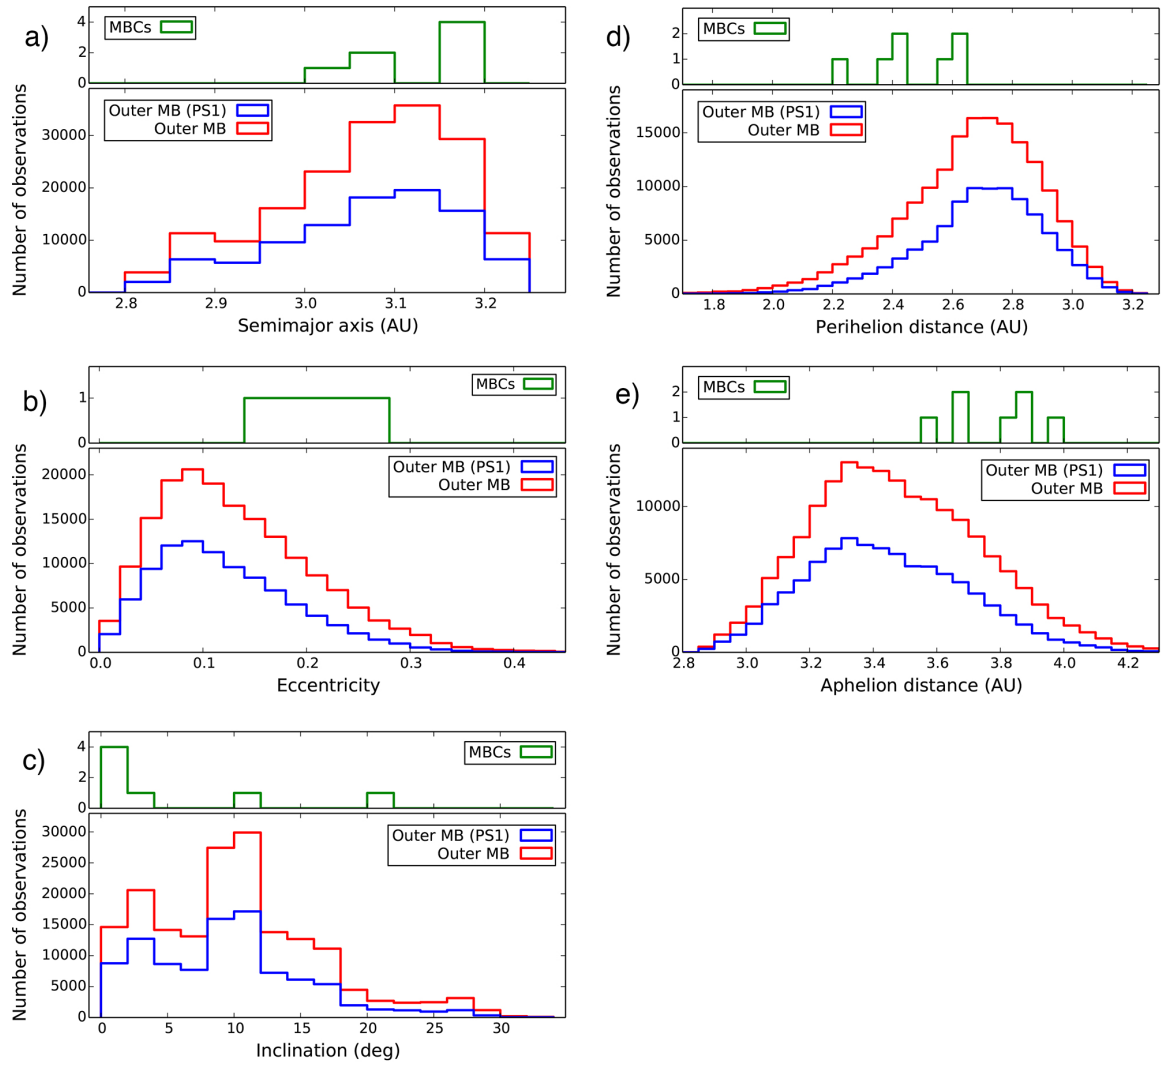 a)
MBCs
4
2
0
Outer MB (PS1)
Outer MB
Number of observations
30000
20000
10000
0
2.8 2.9 3.0 3.1 3.2
Semimajor axis (AU)
d)
MBCs
2
1
0
Outer MB (PS1)
Outer MB
Number of observations
15000
10000
5000
0
1.8 2.0 2.2 2.4 2.6 2.8 3.0 3.2
Perihelion distance (AU)
b)
MBCs
1
0
Outer MB (PS1)
Outer MB
Number of observations
20000
15000
10000
5000
0
0.0 0.1 0.2 0.3 0.4
Eccentricity
e)
MBCs
2
1
0
Outer MB (PS1)
Outer MB
Number of observations
10000
5000
0
2.8 3.0 3.2 3.4 3.6 3.8 4.0 4.2
Aphelion distance (AU)
c)
MBCs
4
2
0
Outer MB (PS1)
Outer MB
Number of observations
30000
25000
20000
15000
10000
5000
0
0 5 10 15 20 25 30
Inclination (deg)